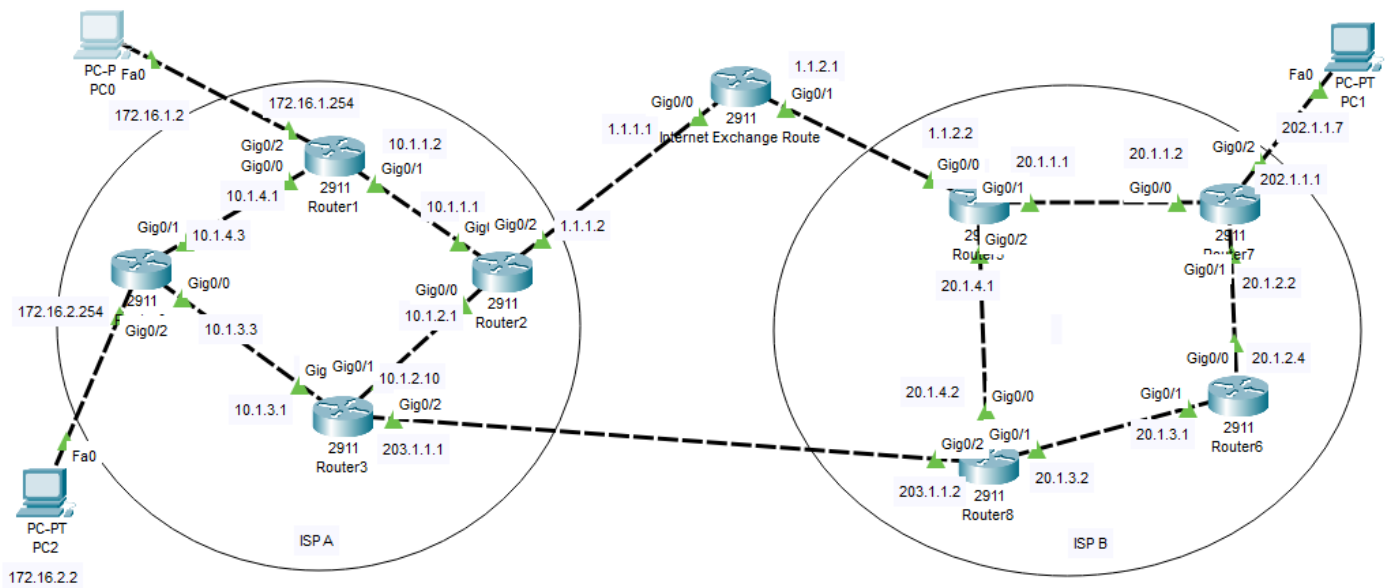 PC-P
PC0
Fa0
172.16.1.2
172.16.1.254
Gig0/2
Gig0/0
10.1.1.2
Gig0/1
2911
Router1
10.1.4.1
Gig0/1
10.1.4.3
10.1.1.1
Gig0/2
1.1.1.2
Gig0/0
2911
Router2
10.1.2.1
2911
Gig0/0
172.16.2.254
Gig0/2
10.1.3.3
Gig
Gig0/1
10.1.2.10
10.1.3.1
Gig0/2
2911
Router3
203.1.1.1
Fa0
PC-PT
PC2
172.16.2.2
ISP A
1.1.2.1
Gig0/0
Gig0/1
1.1.1.1
2911
Internet Exchange Route
1.1.2.2
Gig0/0
20.1.1.1
Gig0/1
Gig0/2
20.1.4.1
20.1.1.2
Gig0/0
Gig0/2
202.1.1.1
Gig0/1
20.1.2.2
Fa0
PC-PT
PC1
202.1.1.7
Gig0/0
20.1.2.4
Gig0/1
20.1.3.1
2911
Router6
20.1.4.2
Gig0/0
Gig0/2
Gig0/1
203.1.1.2
20.1.3.2
2911
Router8
ISP B